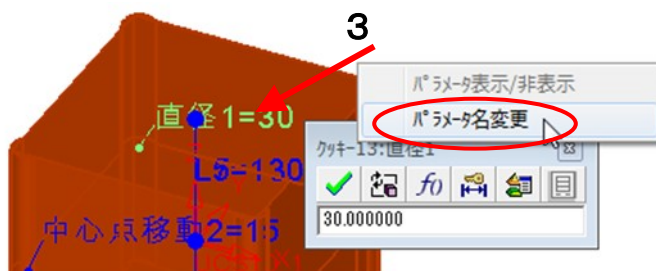 3
ﾊﾟﾗﾒｰﾀ表示/非表示
ﾊﾟﾗﾒｰﾀ名変更
直径1=30
ｸｯｷｰ13:直径1
L5=130
f()
30.000000
中心点移動2=15